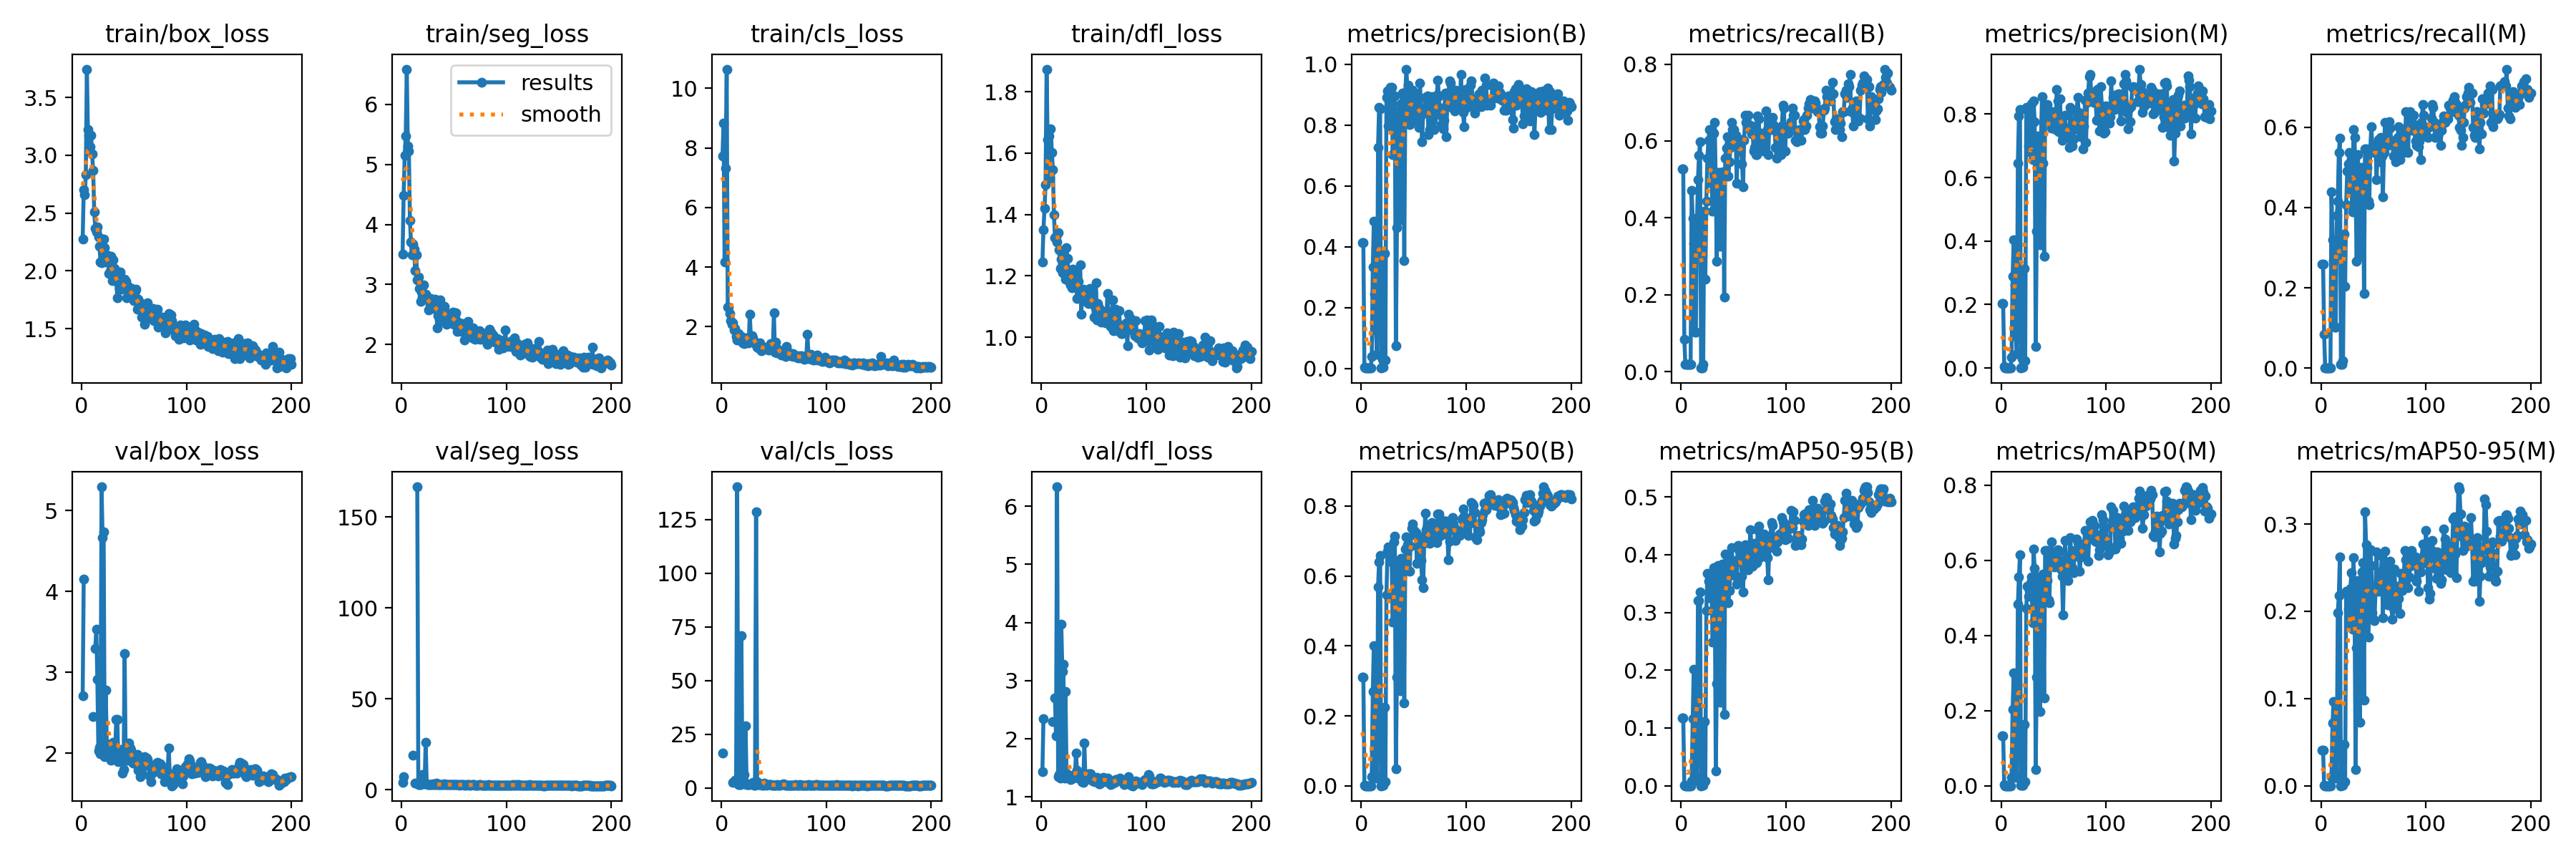 train/box_loss
3.5
3.0
2.5
2.0
1.5
0 100 200
train/seg_loss
results
smooth
6
5
4
3
2
0 100 200
train/cls_loss
10
8
6
4
2
0 100 200
train/dfl_loss
1.8
1.6
1.4
1.2
1.0
0 100 200
metrics/precision(B)
1.0
0.8
0.6
0.4
0.2
0.0
0 100 200
metrics/recall(B)
0.8
0.6
0.4
0.2
0.0
0 100 200
metrics/precision(M)
0.8
0.6
0.4
0.2
0.0
0 100 200
metrics/recall(M)
0.6
0.4
0.2
0.0
0 100 200
val/box_loss
5
4
3
2
0 100 200
val/seg_loss
150
100
50
0
0 100 200
val/cls_loss
125
100
75
50
25
0
0 100 200
val/dfl_loss
6
5
4
3
2
1
0 100 200
metrics/mAP50(B)
0.8
0.6
0.4
0.2
0.0
0 100 200
metrics/mAP50-95(B)
0.5
0.4
0.3
0.2
0.1
0.0
0 100 200
metrics/mAP50(M)
0.8
0.6
0.4
0.2
0.0
0 100 200
metrics/mAP50-95(M)
0.3
0.2
0.1
0.0
0 100 200